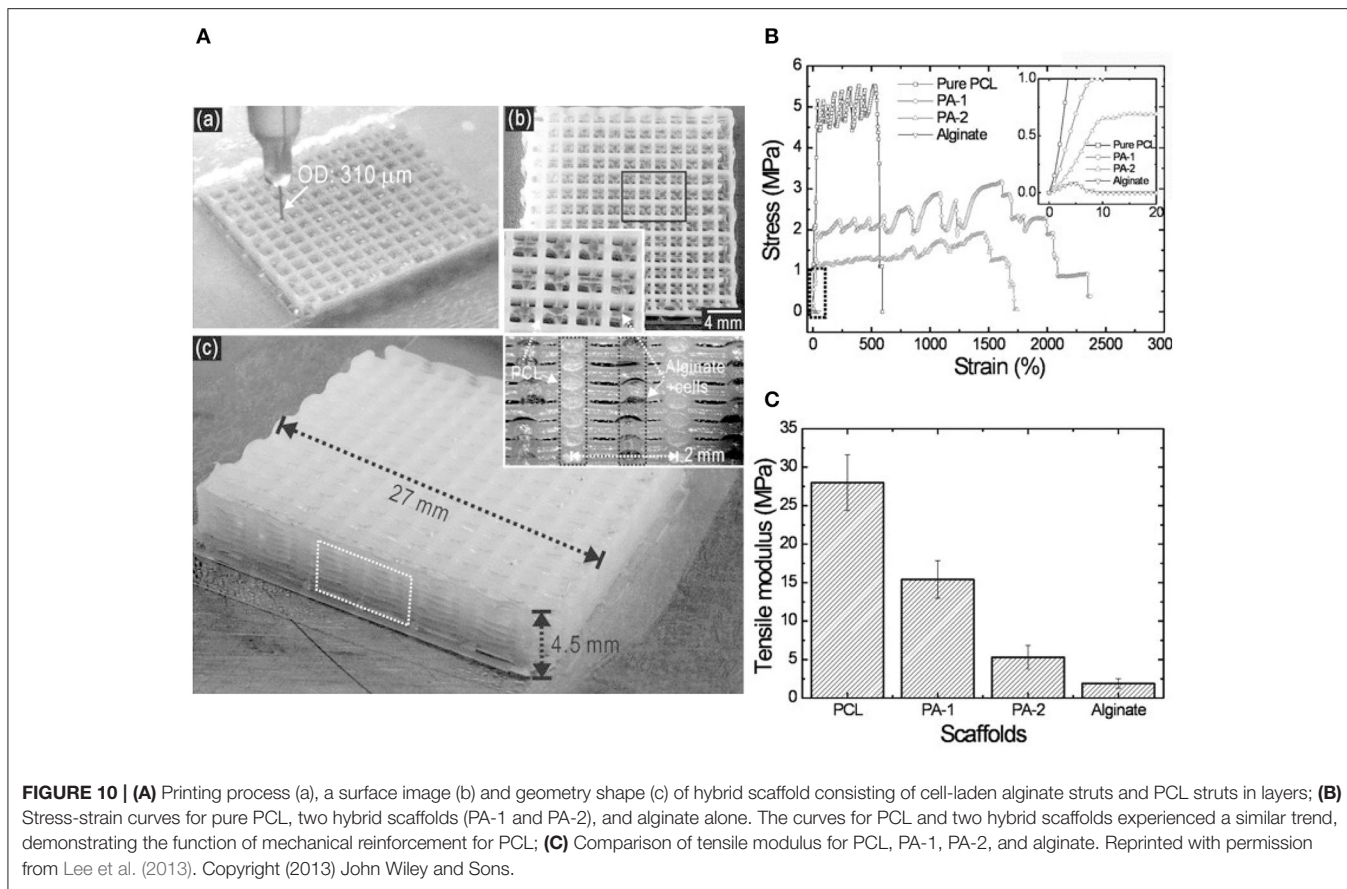 A
(a)
OD: 310 μm
(b)
4 mm
(c)
PCL
Alginate
+cells
2 mm
27 mm
4.5 mm
B
Stress (MPa)
6
5
4
3
2
1
0
Pure PCL
PA-1
PA-2
Alginate
1.0
0.5
0.0
Pure PCL
PA-1
PA-2
Alginate
0
10
20
0
500
1000
1500
2000
2500
300
Strain (%)
C
Tensile modulus (MPa)
35
30
25
20
15
10
5
0
PCL
PA-1
PA-2
Alginate
Scaffolds
FIGURE 10 | (A) Printing process (a), a surface image (b) and geometry shape (c) of hybrid scaffold consisting of cell-laden alginate struts and PCL struts in layers; (B)
Stress-strain curves for pure PCL, two hybrid scaffolds (PA-1 and PA-2), and alginate alone. The curves for PCL and two hybrid scaffolds experienced a similar trend,
demonstrating the function of mechanical reinforcement for PCL; (C) Comparison of tensile modulus for PCL, PA-1, PA-2, and alginate. Reprinted with permission
from Lee et al. (2013). Copyright (2013) John Wiley and Sons.